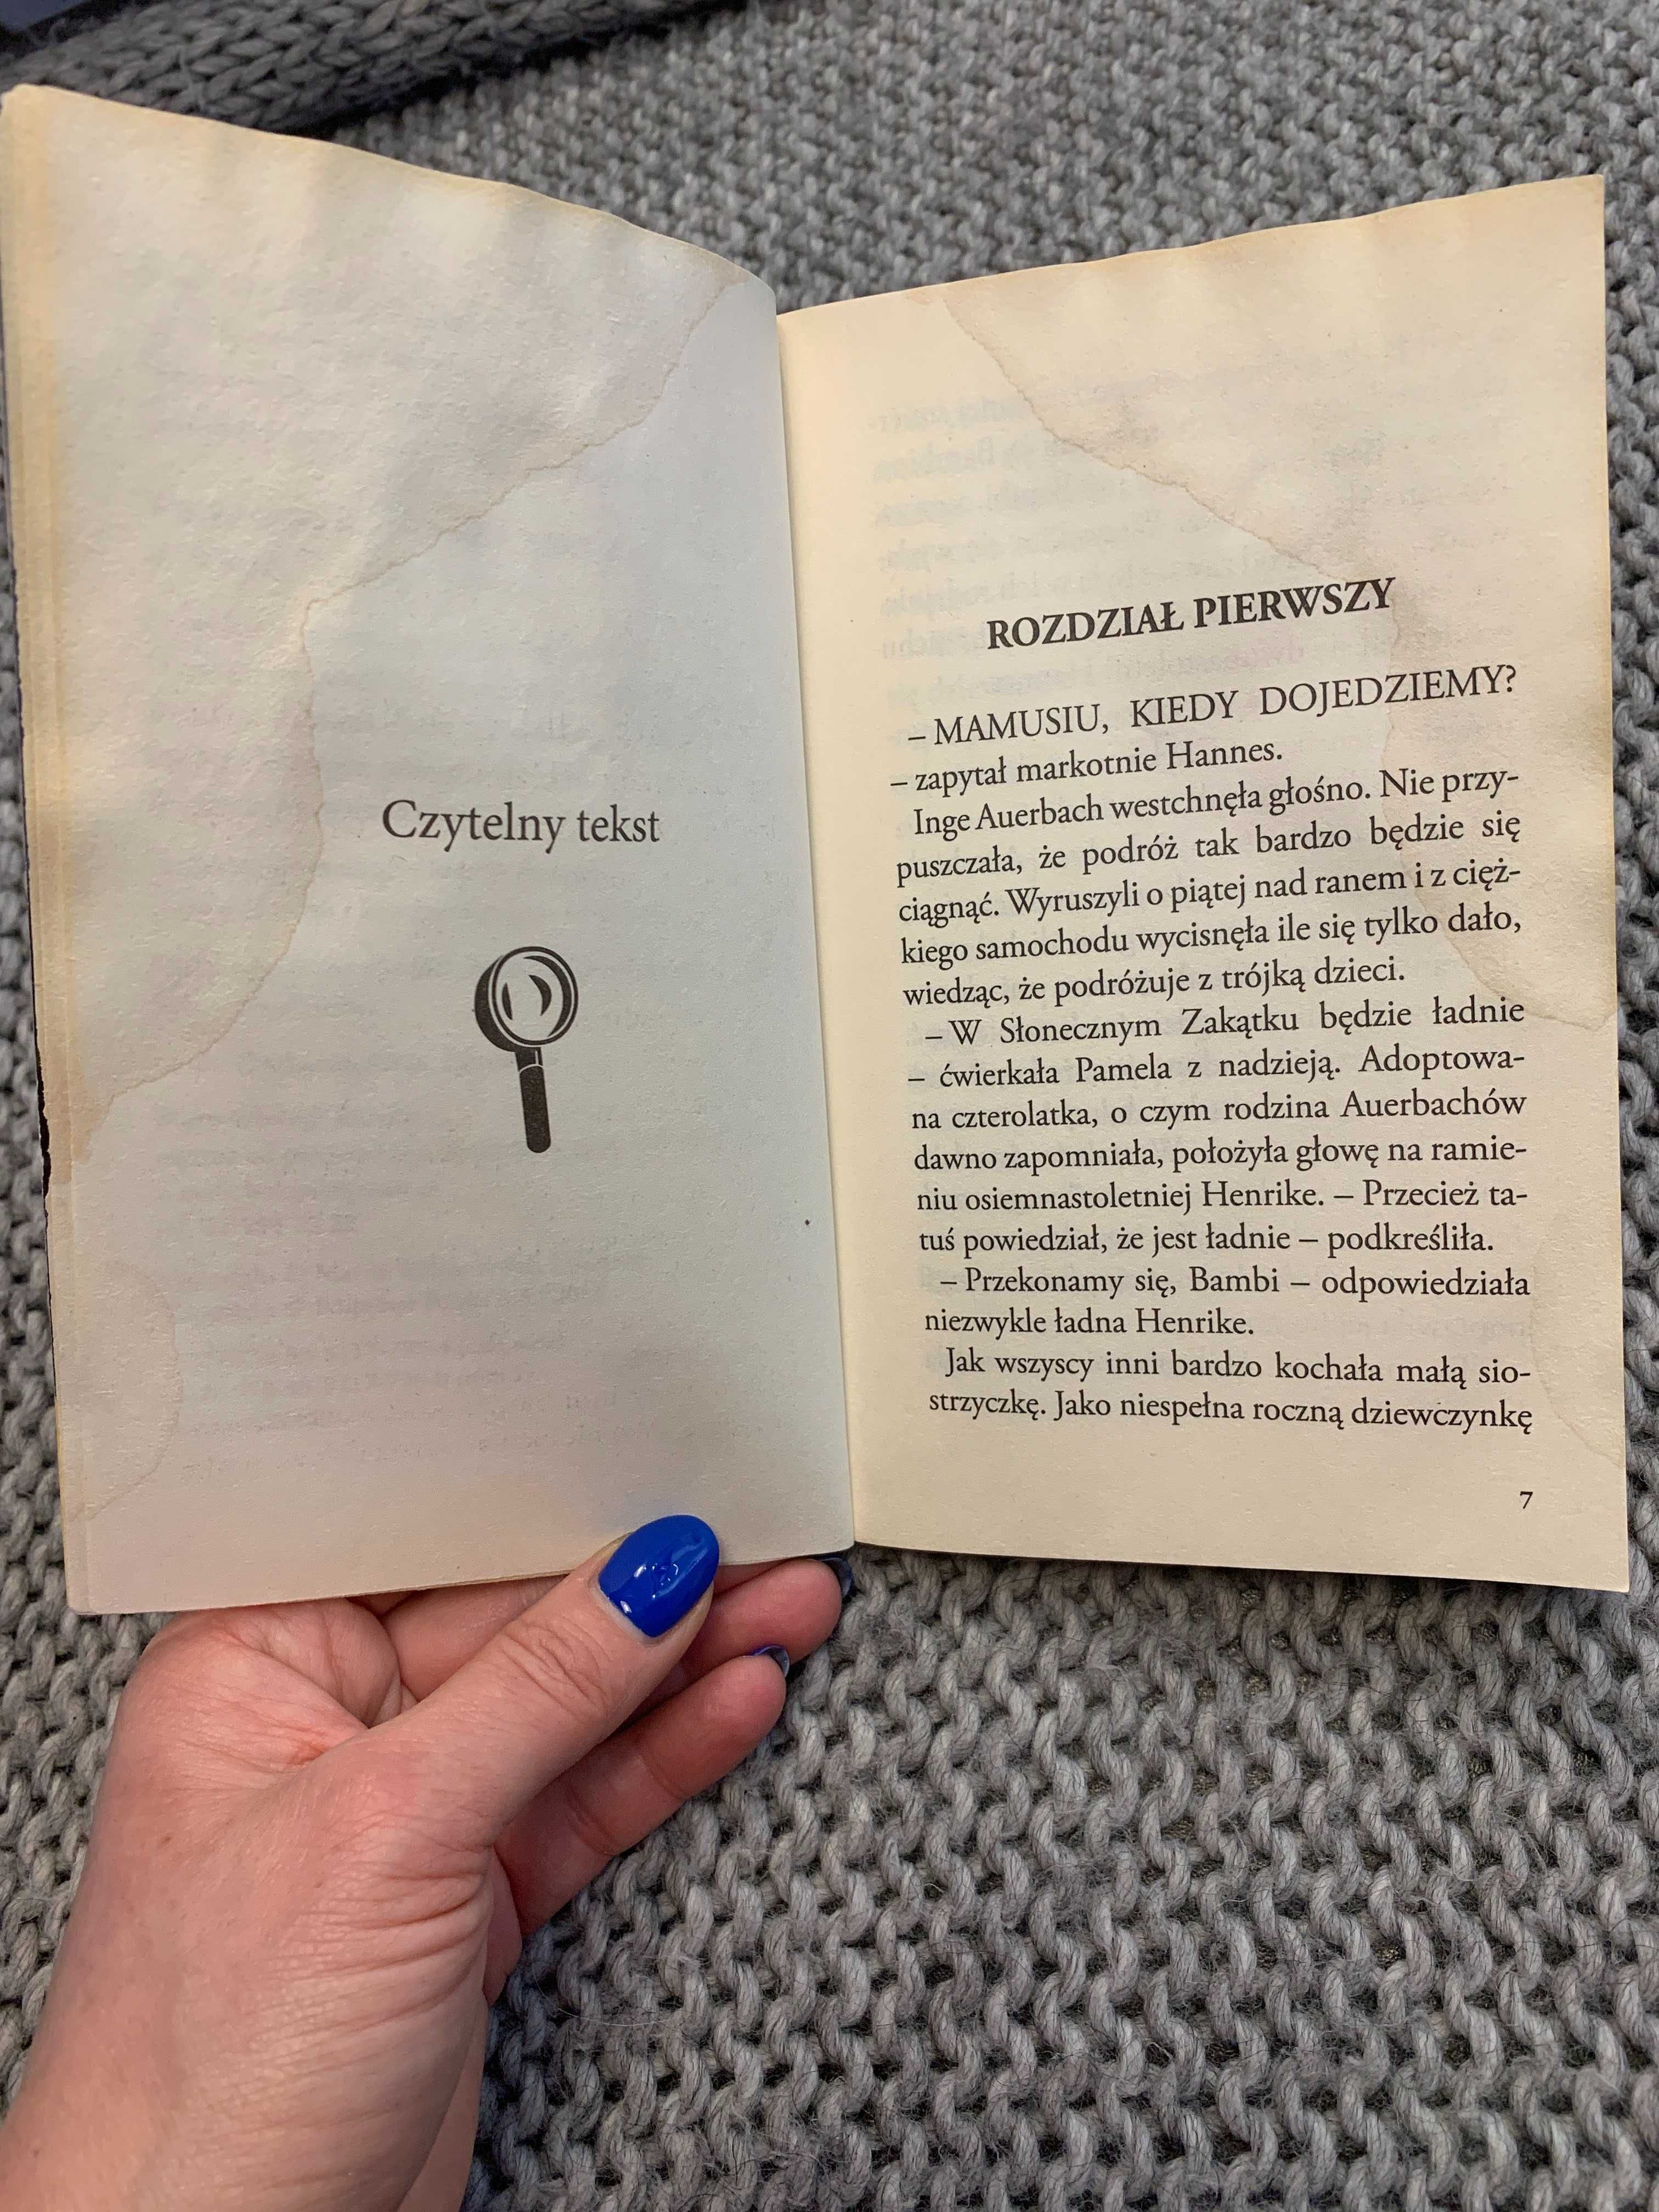 Czytelny tekst
ROZDZIAŁ PIERWSZY
– MAMUSIU, KIEDY DOJEDZIEMY?
– zapytał markotnie Hannes.
Inge Auerbach westchnęła głośno. Nie przy-
puszczała, że podróż tak bardzo będzie się
ciągnąć. Wyruszyli o piątej nad ranem i z cięż-
kiego samochodu wycisnęła ile się tylko dało,
wiedząc, że podróżuje z trójką dzieci.
– W Słonecznym Zakątku będzie ładnie
– ćwierkała Pamela z nadzieją. Adoptowa-
na czterolatka, o czym rodzina Auerbachów
dawno zapomniała, położyła głowę na ramie-
niu osiemnastoletniej Henrike. – Przecież ta-
tuś powiedział, że jest ładnie – podkreśliła.
– Przekonamy się, Bambi – odpowiedziała
niezwykle ładna Henrike.
Jak wszyscy inni bardzo kochała małą sio-
strzyczkę. Jako niespełna roczną dziewczynkę
7